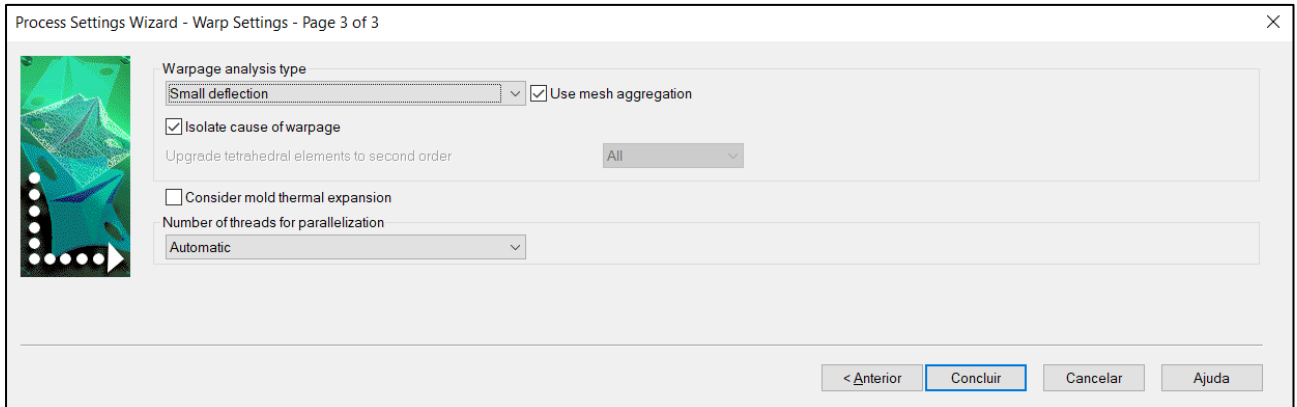 Process Settings Wizard - Warp Settings - Page 3 of 3
Warpage analysis type
Small deflection Use mesh aggregation
Isolate cause of warpage
Upgrade tetrahedral elements to second order All
Consider mold thermal expansion
Number of threads for parallelization
Automatic
< Anterior Concluir Cancelar Ajuda